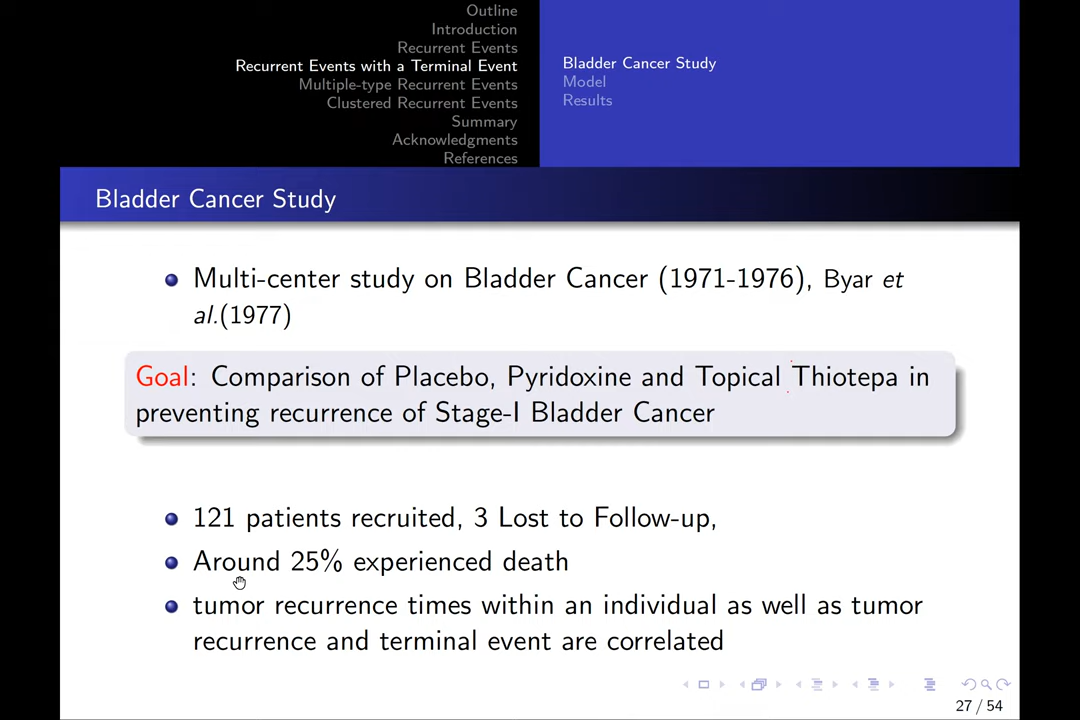 Outline
Introduction
Recurrent Events
Recurrent Events with a Terminal Event
Multiple-type Recurrent Events
Clustered Recurrent Events
Summary
Acknowledgments
References
Bladder Cancer Study
Model
Results
Bladder Cancer Study
Multi-center study on Bladder Cancer (1971-1976), Byar et
al.(1977)
Goal: Comparison of Placebo, Pyridoxine and Topical Thiotepa in
preventing recurrence of Stage-I Bladder Cancer
121 patients recruited, 3 Lost to Follow-up,
Around 25% experienced death
tumor recurrence times within an individual as well as tumor
recurrence and terminal event are correlated
27 / 54